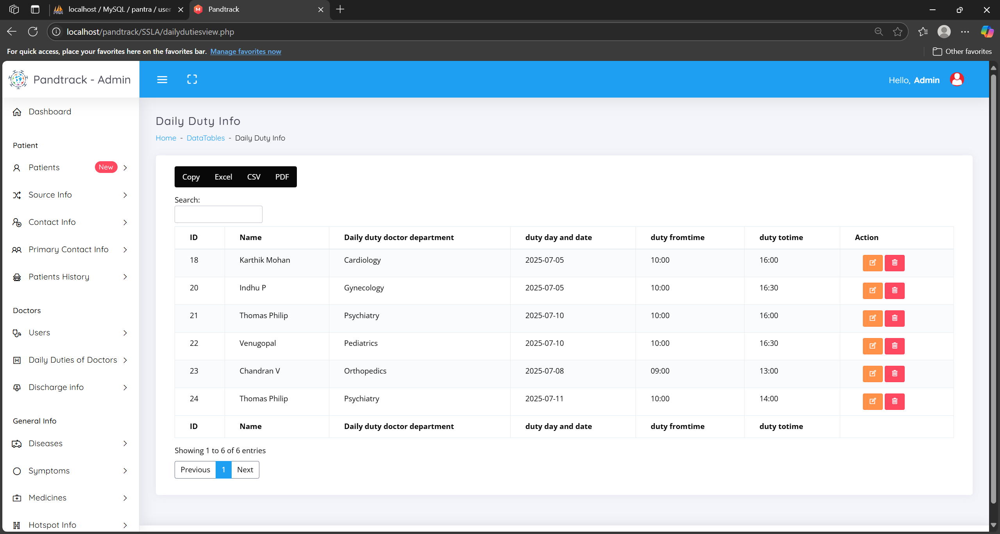 localhost / MySQL / pantra / user
Pandtrack
localhost/pandtrack/SSLA/dailydutiesview.php
For quick access, place your favorites here on the favorites bar. Manage favorites now
Other favorites
Pandtrack - Admin
Hello, Admin
Dashboard
Patient
Patients New
Source Info
Contact Info
Primary Contact Info
Patients History
Doctors
Users
Daily Duties of Doctors
Discharge info
General Info
Diseases
Symptoms
Medicines
Hotspot Info
Daily Duty Info
Home - DataTables - Daily Duty Info
Copy Excel CSV PDF
Search:
ID Name Daily duty doctor department duty day and date duty fromtime duty totime Action
18 Karthik Mohan Cardiology 2025-07-05 10:00 16:00
20 Indhu P Gynecology 2025-07-05 10:00 16:30
21 Thomas Philip Psychiatry 2025-07-10 10:00 16:00
22 Venugopal Pediatrics 2025-07-10 10:00 16:30
23 Chandran V Orthopedics 2025-07-08 09:00 13:00
24 Thomas Philip Psychiatry 2025-07-11 10:00 14:00
ID Name Daily duty doctor department duty day and date duty fromtime duty totime
Showing 1 to 6 of 6 entries
Previous 1 Next